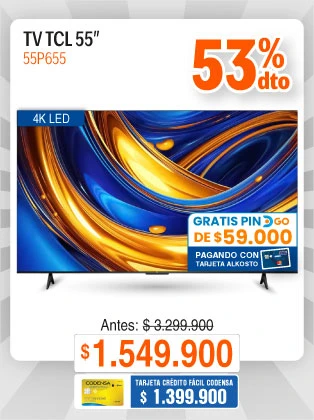 TV TCL 55"
55P655
53% dto
4K LED
GRATIS PIN DGO
DE $59.000
PAGANDO CON
TARJETA ALKOSTO
Antes: $ 3.299.900
$1.549.900
CODENSA
TARJETA CRÉDITO FÁCIL CODENSA
$ 1.399.900